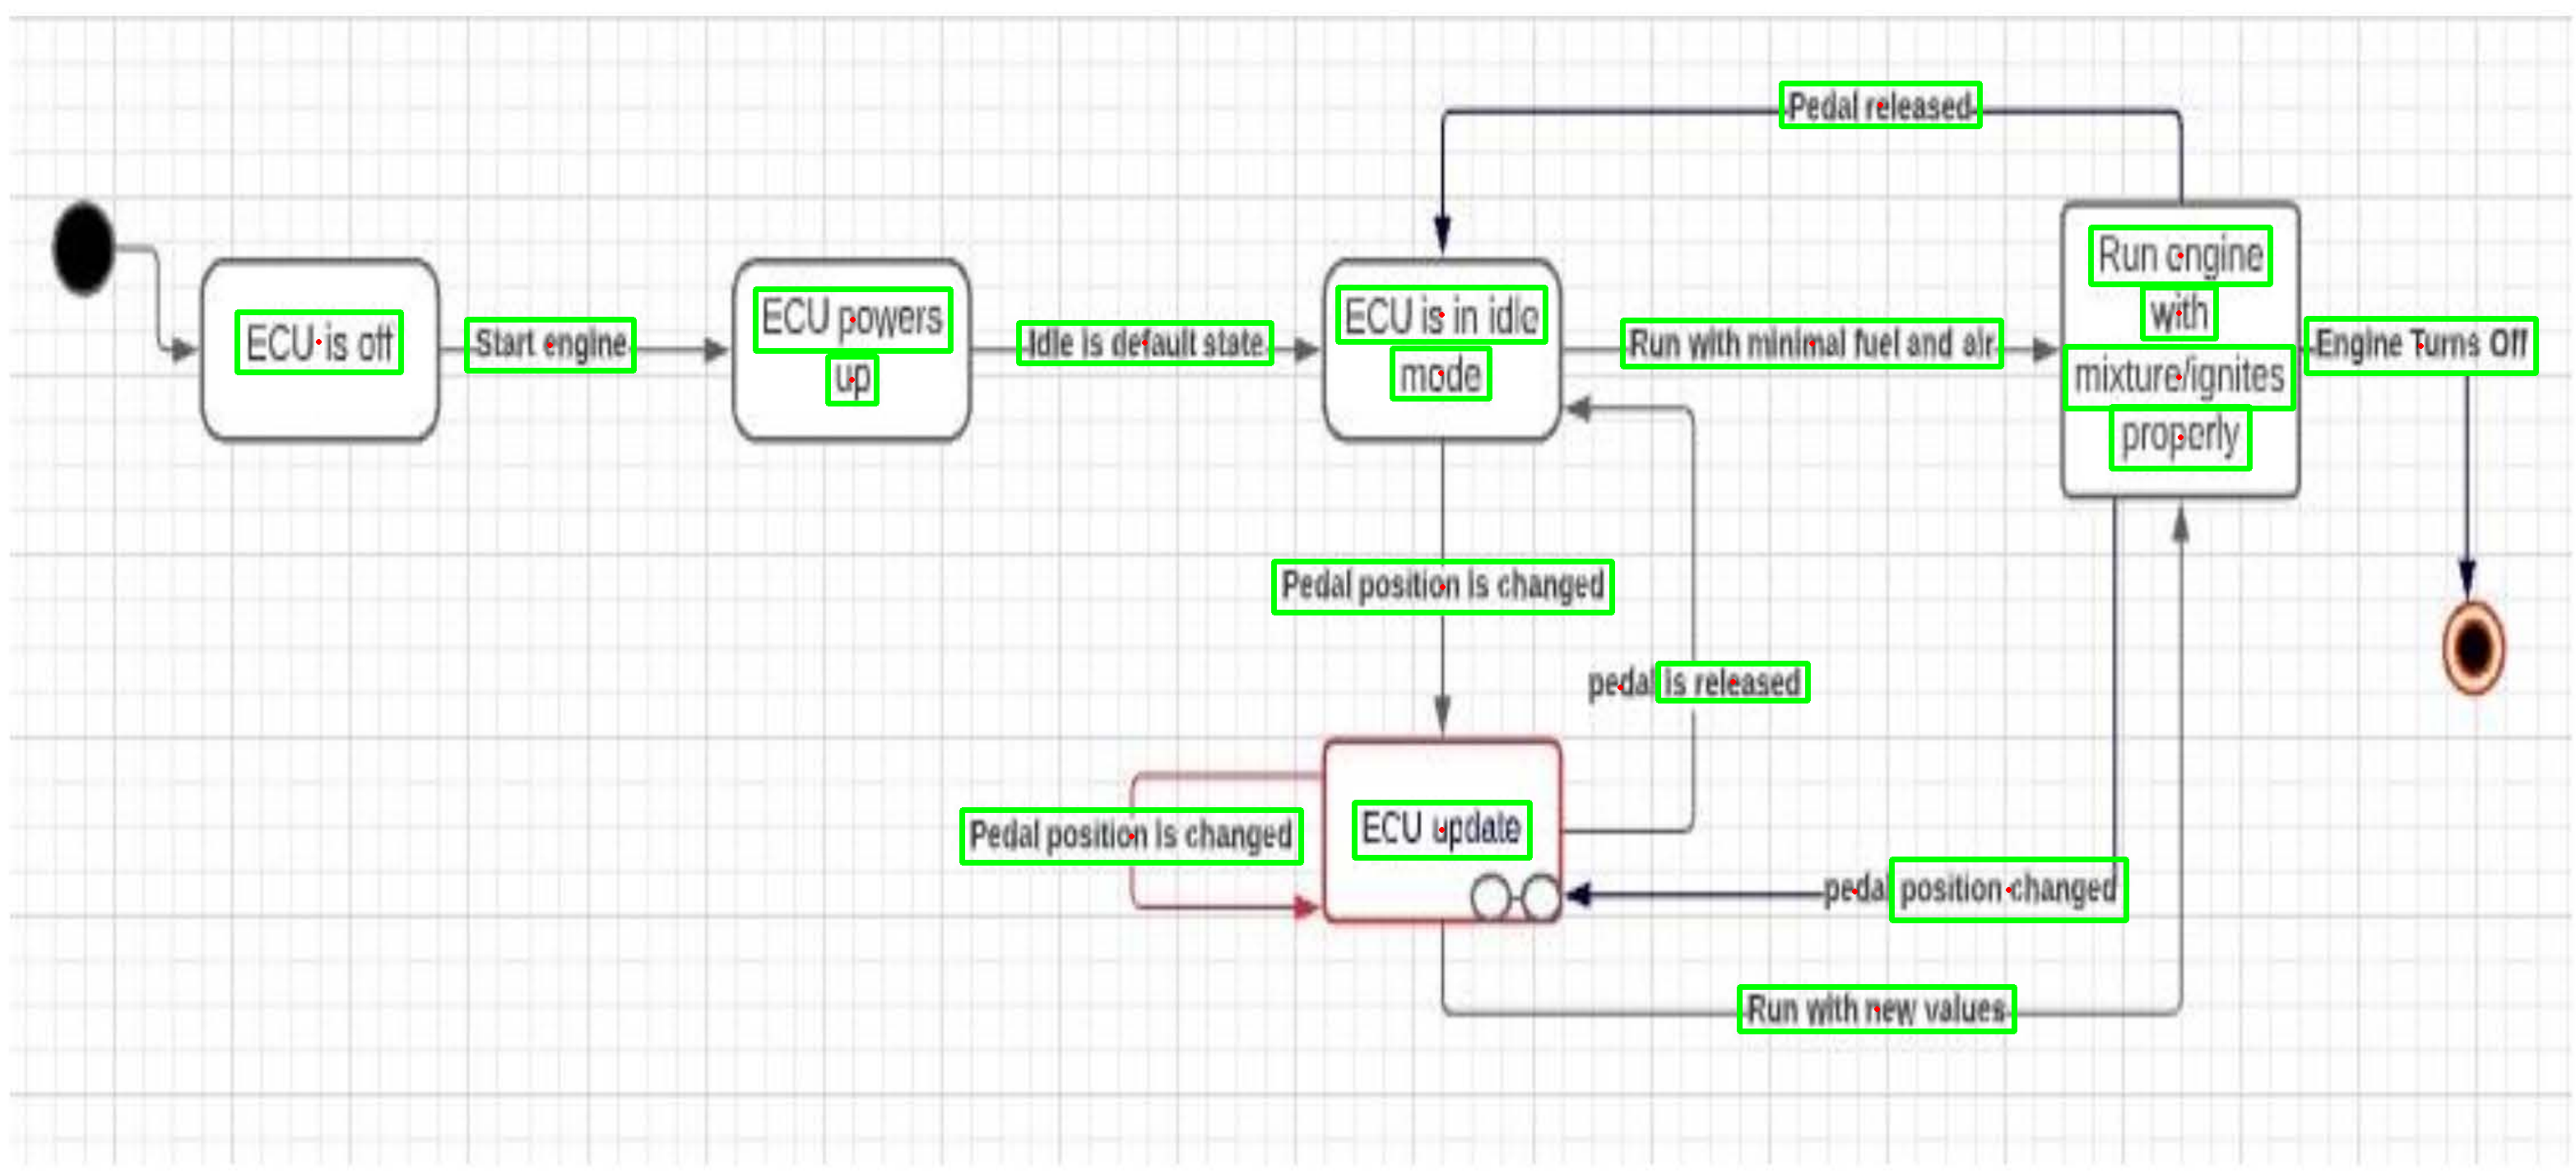 Pedal released
Run engine
with
mixture/ignites
properly
ECU is off
Start engine
ECU powers
up
Idle is default state
ECU is in idle
mode
Run with minimal fuel and air
Engine Turns Off
Pedal position is changed
pedal is released
Pedal position is changed
ECU update
pedal position changed
Run with new values